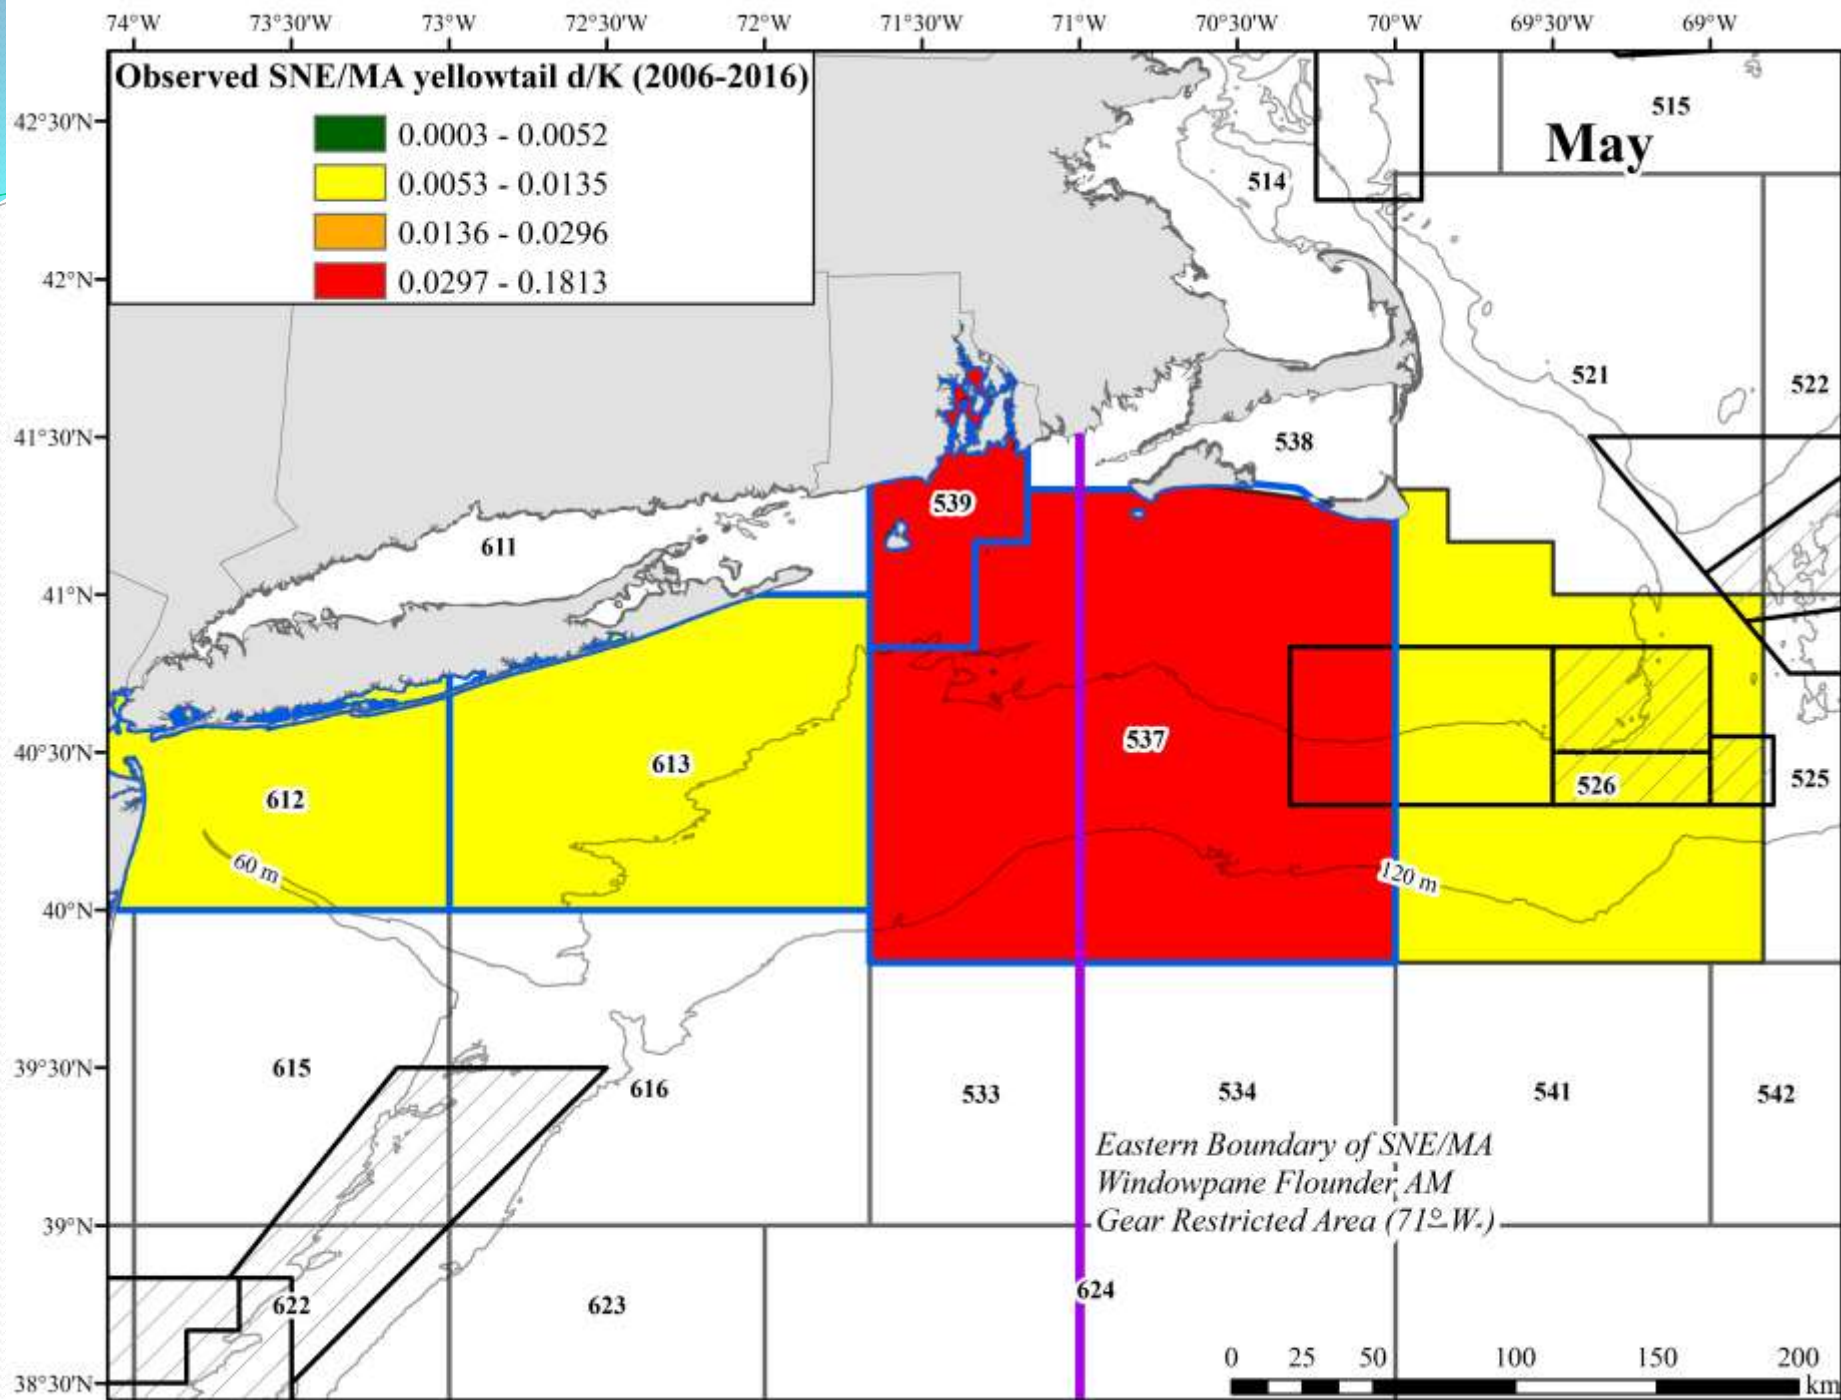 74°W 73°30'W 73°W 72°30'W 72°W 71°30'W 71°W 70°30'W 70°W 69°30'W 69°W
Observed SNE/MA yellowtail d/K (2006-2016)
0.0003 - 0.0052
0.0053 - 0.0135
0.0136 - 0.0296
0.0297 - 0.1813
May
515
42°30'N
514
42°N
521
522
41°30'N
538
539
611
41°N
537
40°30'N
613
526
525
612
60 m
120 m
40°N
39°30'N
615
616
533
534
541
542
Eastern Boundary of SNE/MA
Windowpane Flounder AM
Gear Restricted Area (71° W.)
39°N
624
622
623
0 25 50 100 150 200
km
38°30'N